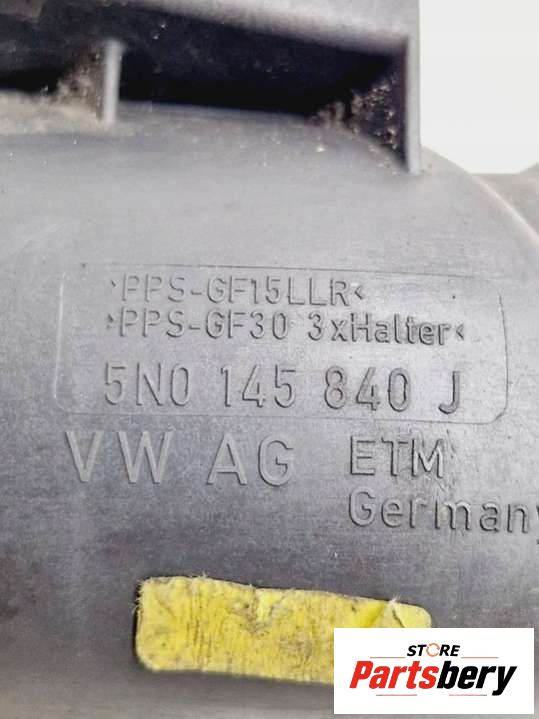 >PPS-GF15LLR<
>PPS-GF30 3xHalter<
5N0 145 840 J
VW AG ETM
Germany
STORE
Partsbery